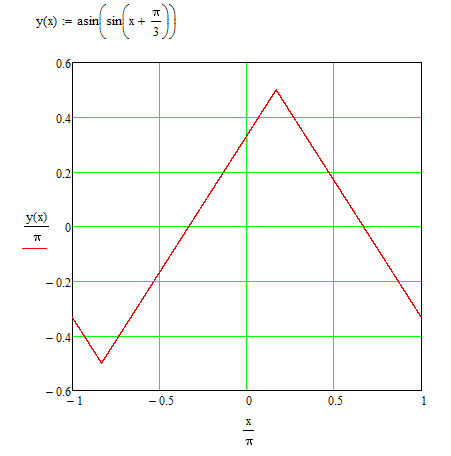 y(x) := asin(sin(x + π/3))
0.6
0.4
0.2
y(x)/π
0
− 0.2
− 0.4
− 0.6
− 1 − 0.5 0 0.5 1
x/π